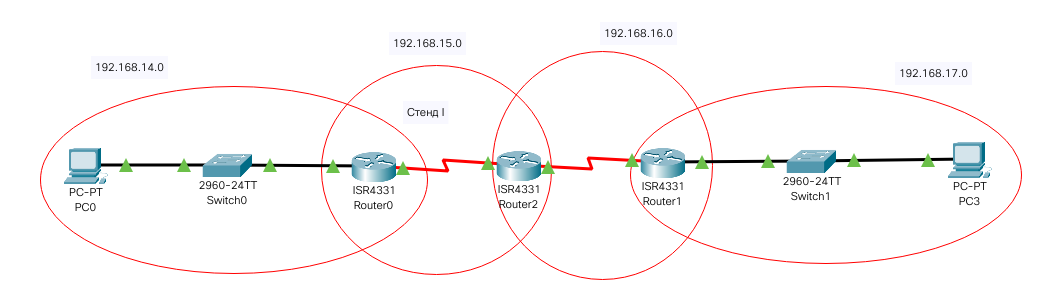 192.168.14.0
192.168.15.0
192.168.16.0
192.168.17.0
Стенд I
PC-PT
PC0
2960-24TT
Switch0
ISR4331
Router0
ISR4331
Router2
ISR4331
Router1
2960-24TT
Switch1
PC-PT
PC3